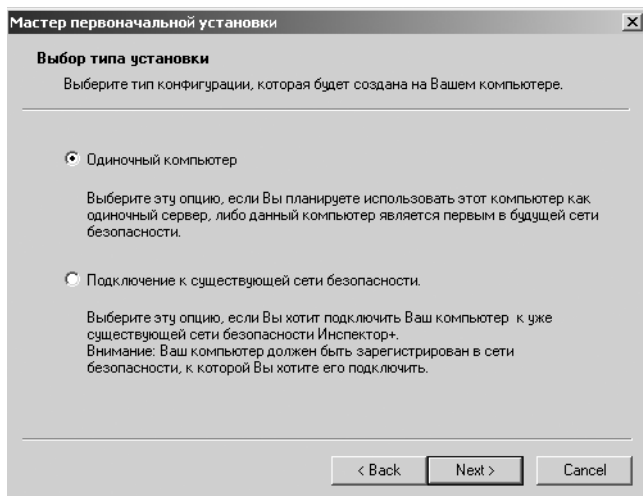 Мастер первоначальной установки
Выбор типа установки
Выберите тип конфигурации, которая будет создана на Вашем компьютере.
Одиночный компьютер
Выберите эту опцию, если Вы планируете использовать этот компьютер как
одиночный сервер, либо данный компьютер является первым в будущей сети
безопасности.
Подключение к существующей сети безопасности.
Выберите эту опцию, если Вы хотит подключить Ваш компьютер к уже
существующей сети безопасности Инспектор+.
Внимание: Ваш компьютер должен быть зарегистрирован в сети
безопасности, к которой Вы хотите его подключить.
< Back Next > Cancel